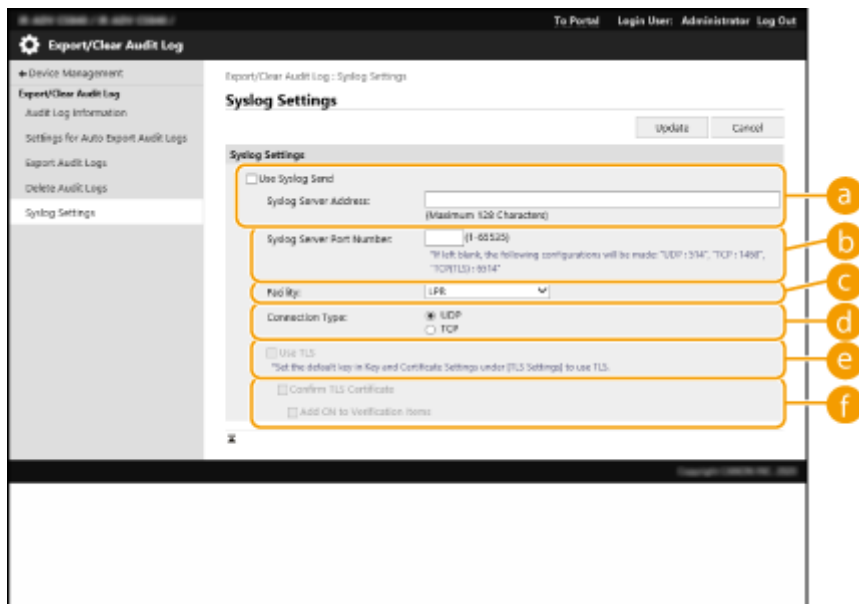 To Portal Login User: Administrator Log Out
Export/Clear Audit Log
Device Management
Export/Clear Audit Log
Audit Log Information
Settings for Auto Export Audit Logs
Export Audit Logs
Delete Audit Logs
Syslog Settings
Export/Clear Audit Log : Syslog Settings
Syslog Settings
Update Cancel
Syslog Settings
Use Syslog Send
Syslog Server Address:
(Maximum 128 Characters)
a
Syslog Server Port Number: (1-65535)
*If left blank, the following configurations will be made: "UDP : 514", "TCP : 1468",
"TCP(TLS) : 6514"
b
Facility: LPR
c
Connection Type: UDP
TCP
d
Use TLS
*Set the default key in Key and Certificate Settings under [TLS Settings] to use TLS.
e
Confirm TLS Certificate
Add CN to Verification Items
f